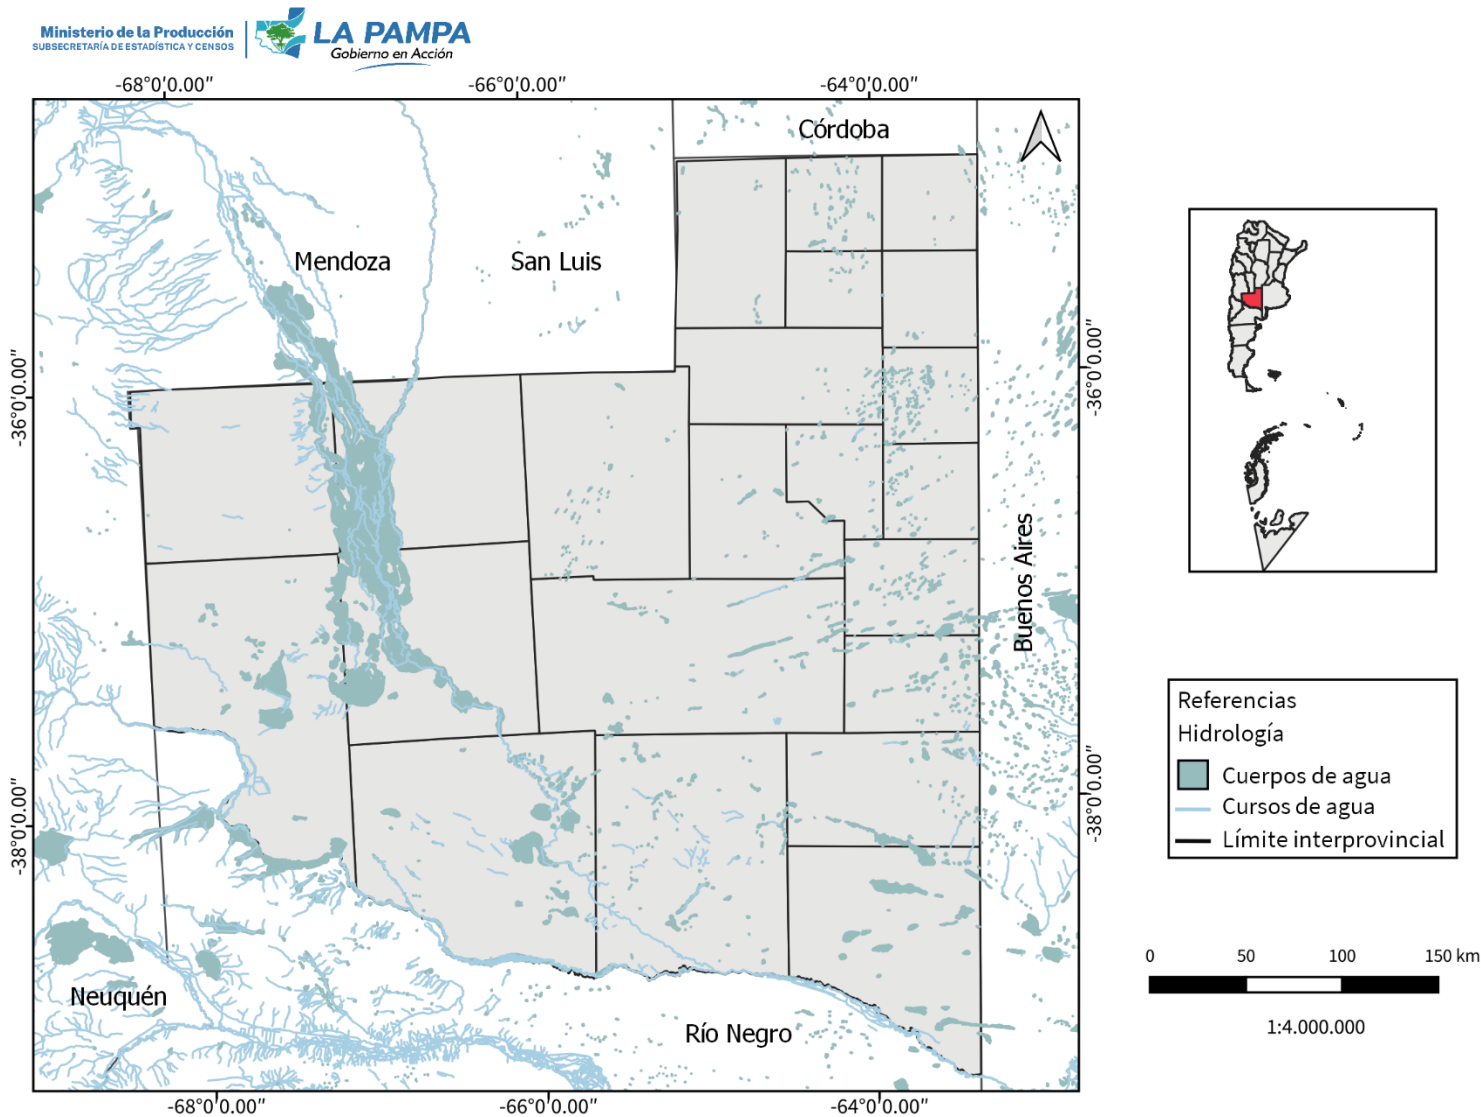 Ministerio de la Producción
SUBSECRETARÍA DE ESTADÍSTICA Y CENSOS
LA PAMPA
Gobierno en Acción
-68°0'0.00"
-66°0'0.00"
-64°0'0.00"
Córdoba
Mendoza
San Luis
-36°0'0.00"
-36°0'0.00"
Buenos Aires
-38°0'0.00"
-38°0'0.00"
Neuquén
Río Negro
-68°0'0.00"
-66°0'0.00"
-64°0'0.00"
Referencias
Hidrología
Cuerpos de agua
Cursos de agua
Límite interprovincial
0 50 100 150 km
1:4.000.000